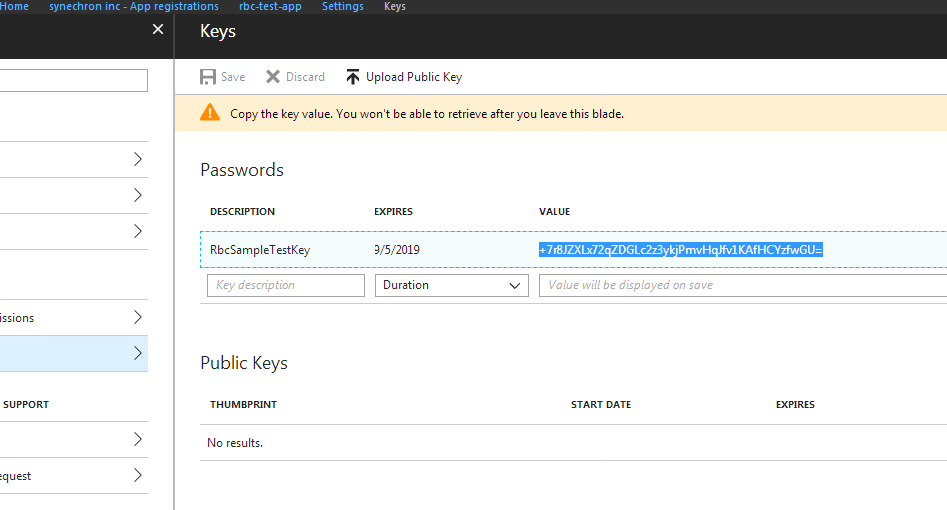 Home synechron inc - App registrations rbc-test-app Settings Keys
Keys
Save Discard Upload Public Key
Copy the key value. You won't be able to retrieve after you leave this blade.
Passwords
DESCRIPTION EXPIRES VALUE
RbcSampleTestKey 9/5/2019 +7r8JZXLx72qZDGLc2z3ykjPmvHqJfv1KAfHCYzfwGU=
Key description Duration Value will be displayed on save
issions
Public Keys
SUPPORT
THUMBPRINT START DATE EXPIRES
No results.
equest